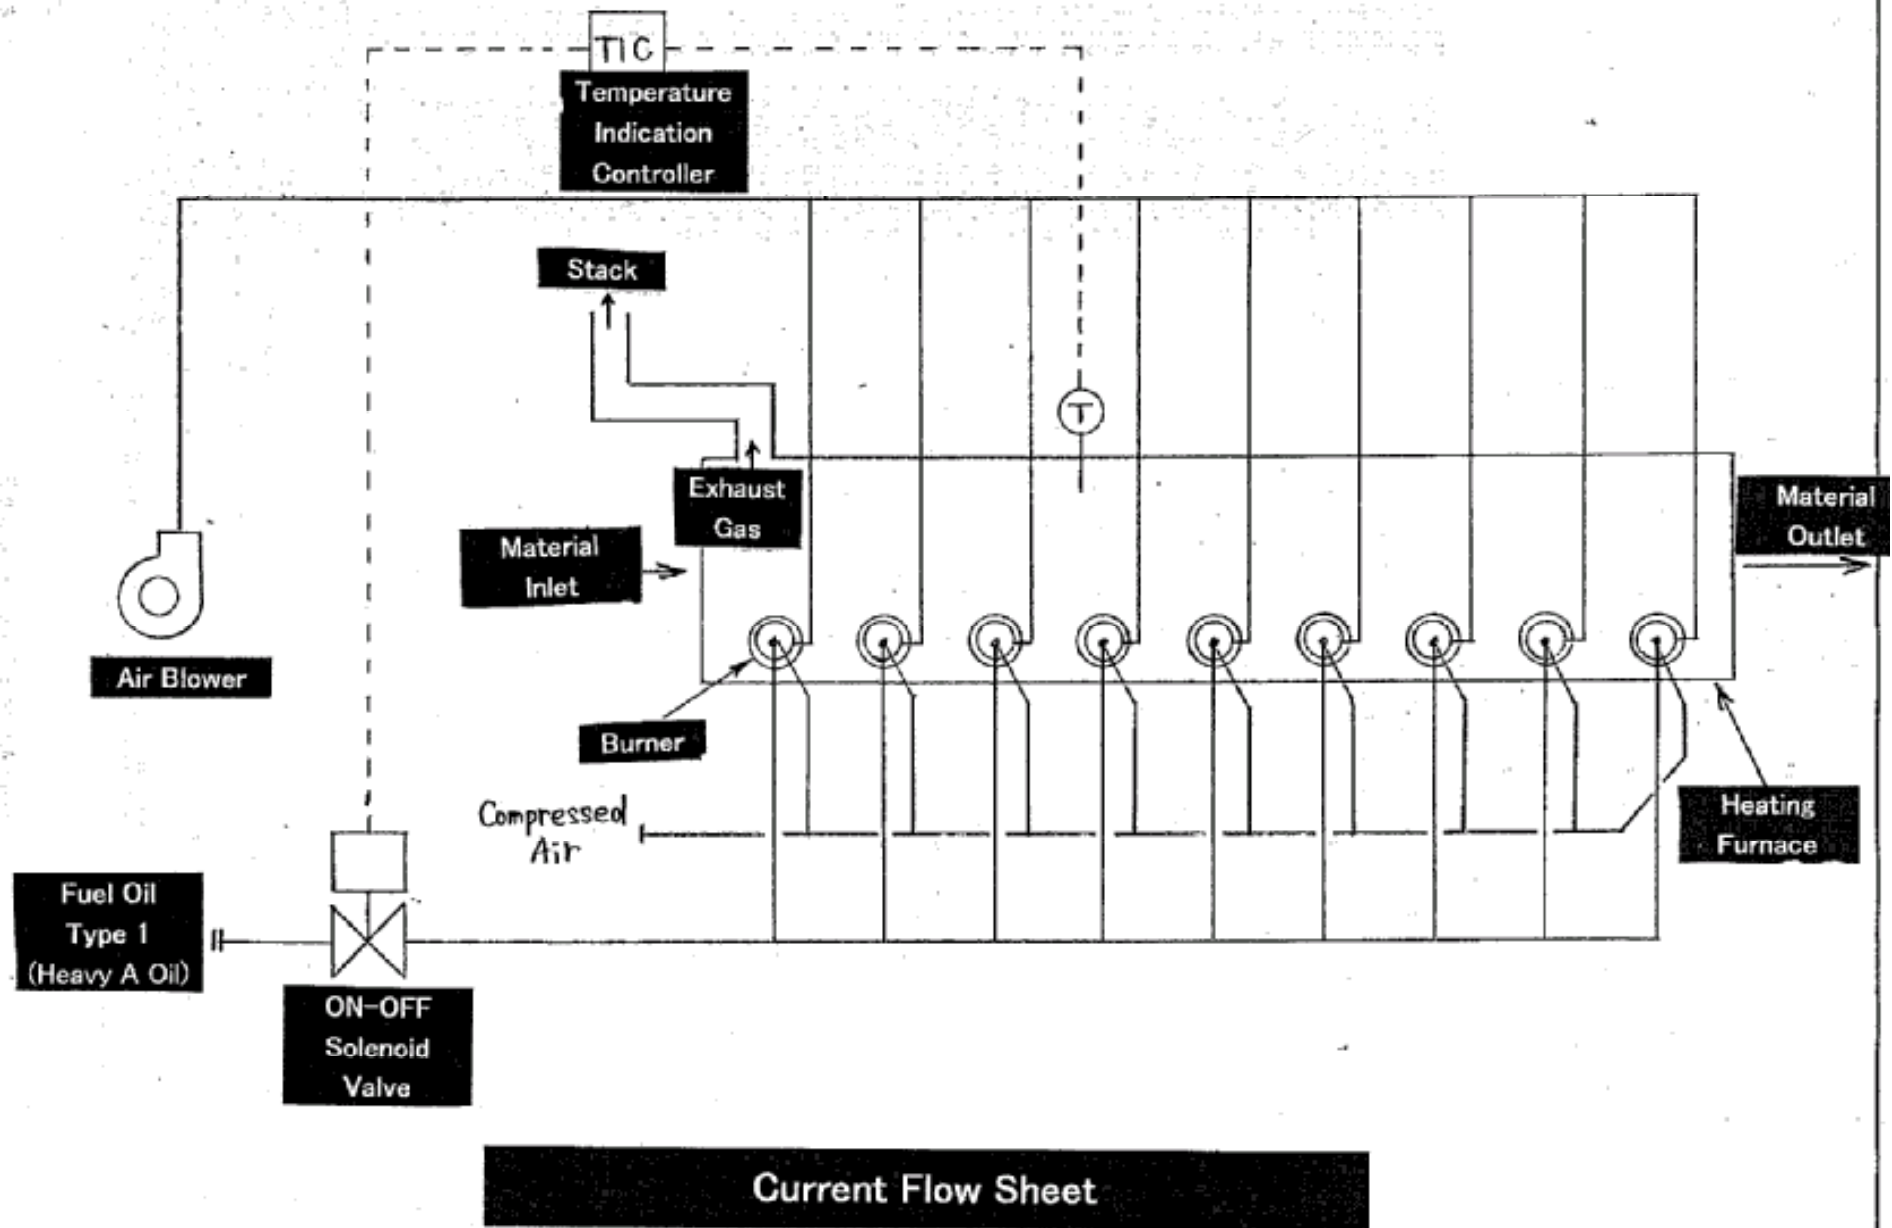 TIC
Temperature
Indication
Controller
Stack
T
Exhaust
Gas
Material
Inlet
Material
Outlet
Air Blower
Burner
Compressed
Air
Heating
Furnace
Fuel Oil
Type 1
(Heavy A Oil)
ON-OFF
Solenoid
Valve
Current Flow Sheet